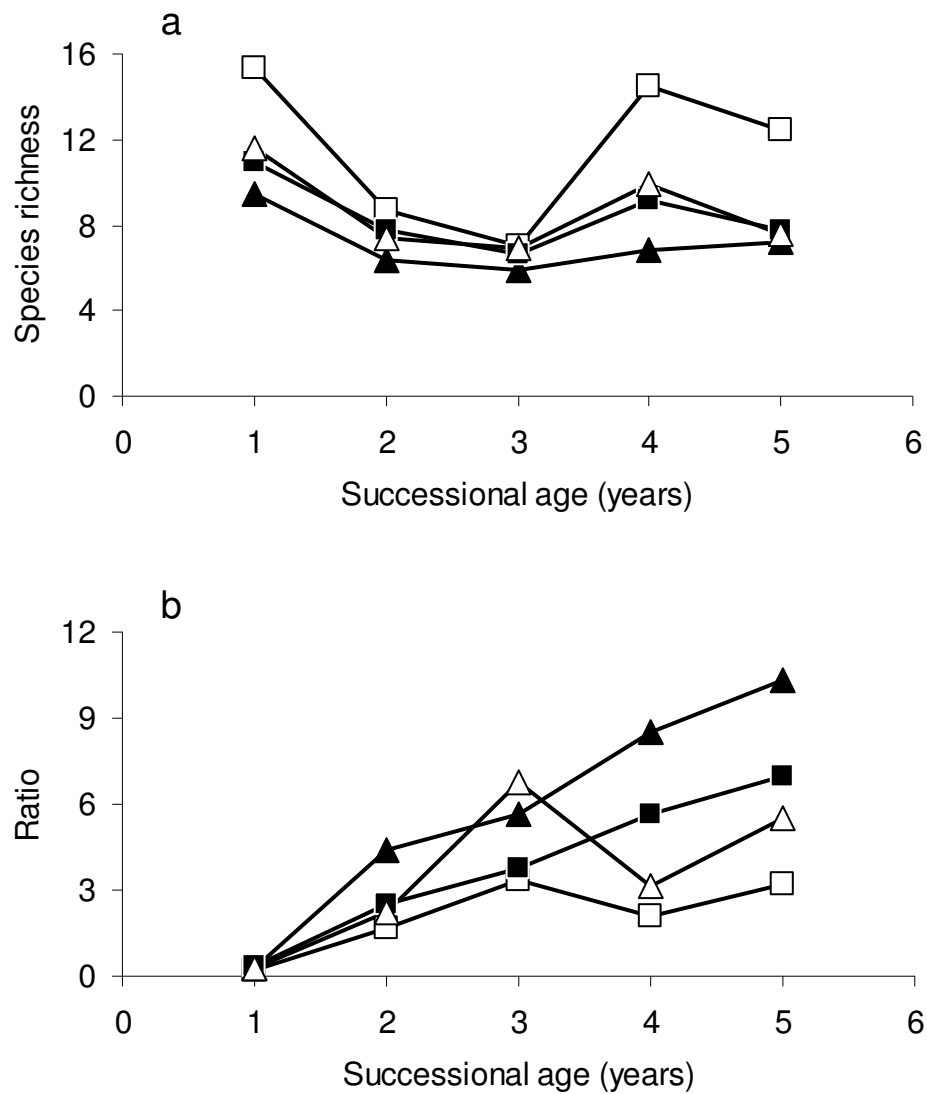 a
16
12
8
4
0
Species richness
0 1 2 3 4 5 6
Successional age (years)
b
12
9
6
3
0
Ratio
0 1 2 3 4 5 6
Successional age (years)